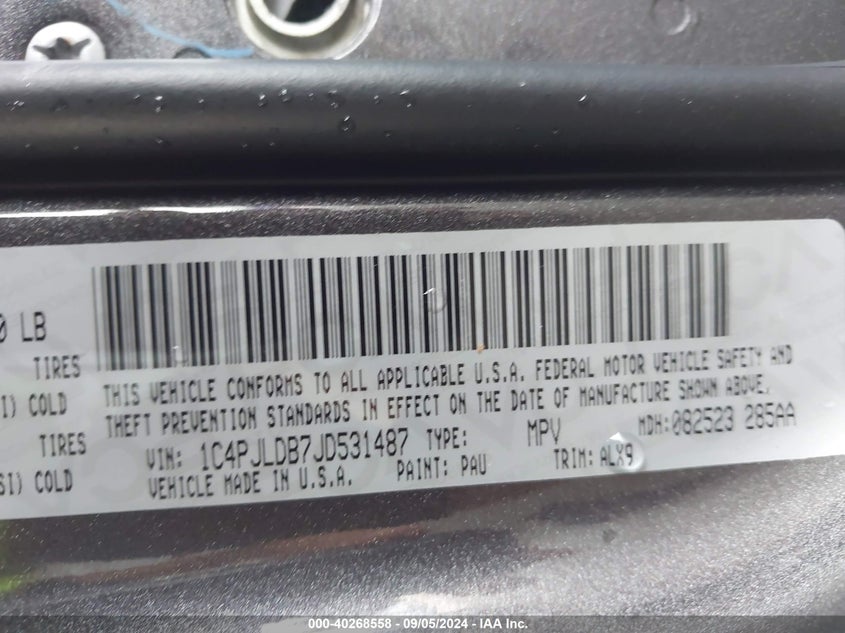 0 LB
TIRES
THIS VEHICLE CONFORMS TO ALL APPLICABLE U.S.A. FEDERAL MOTOR VEHICLE SAFETY AND
I) COLD
THEFT PREVENTION STANDARDS IN EFFECT ON THE DATE OF MANUFACTURE SHOWN ABOVE.
TIRES
VIN: 1C4PJLDB7JD531487 TYPE: MPV MDH:082523 285AA
SI) COLD
VEHICLE MADE IN U.S.A. PAINT: PAU TRIM: ALX9
000-40268558 - 09/05/2024 - IAA Inc.